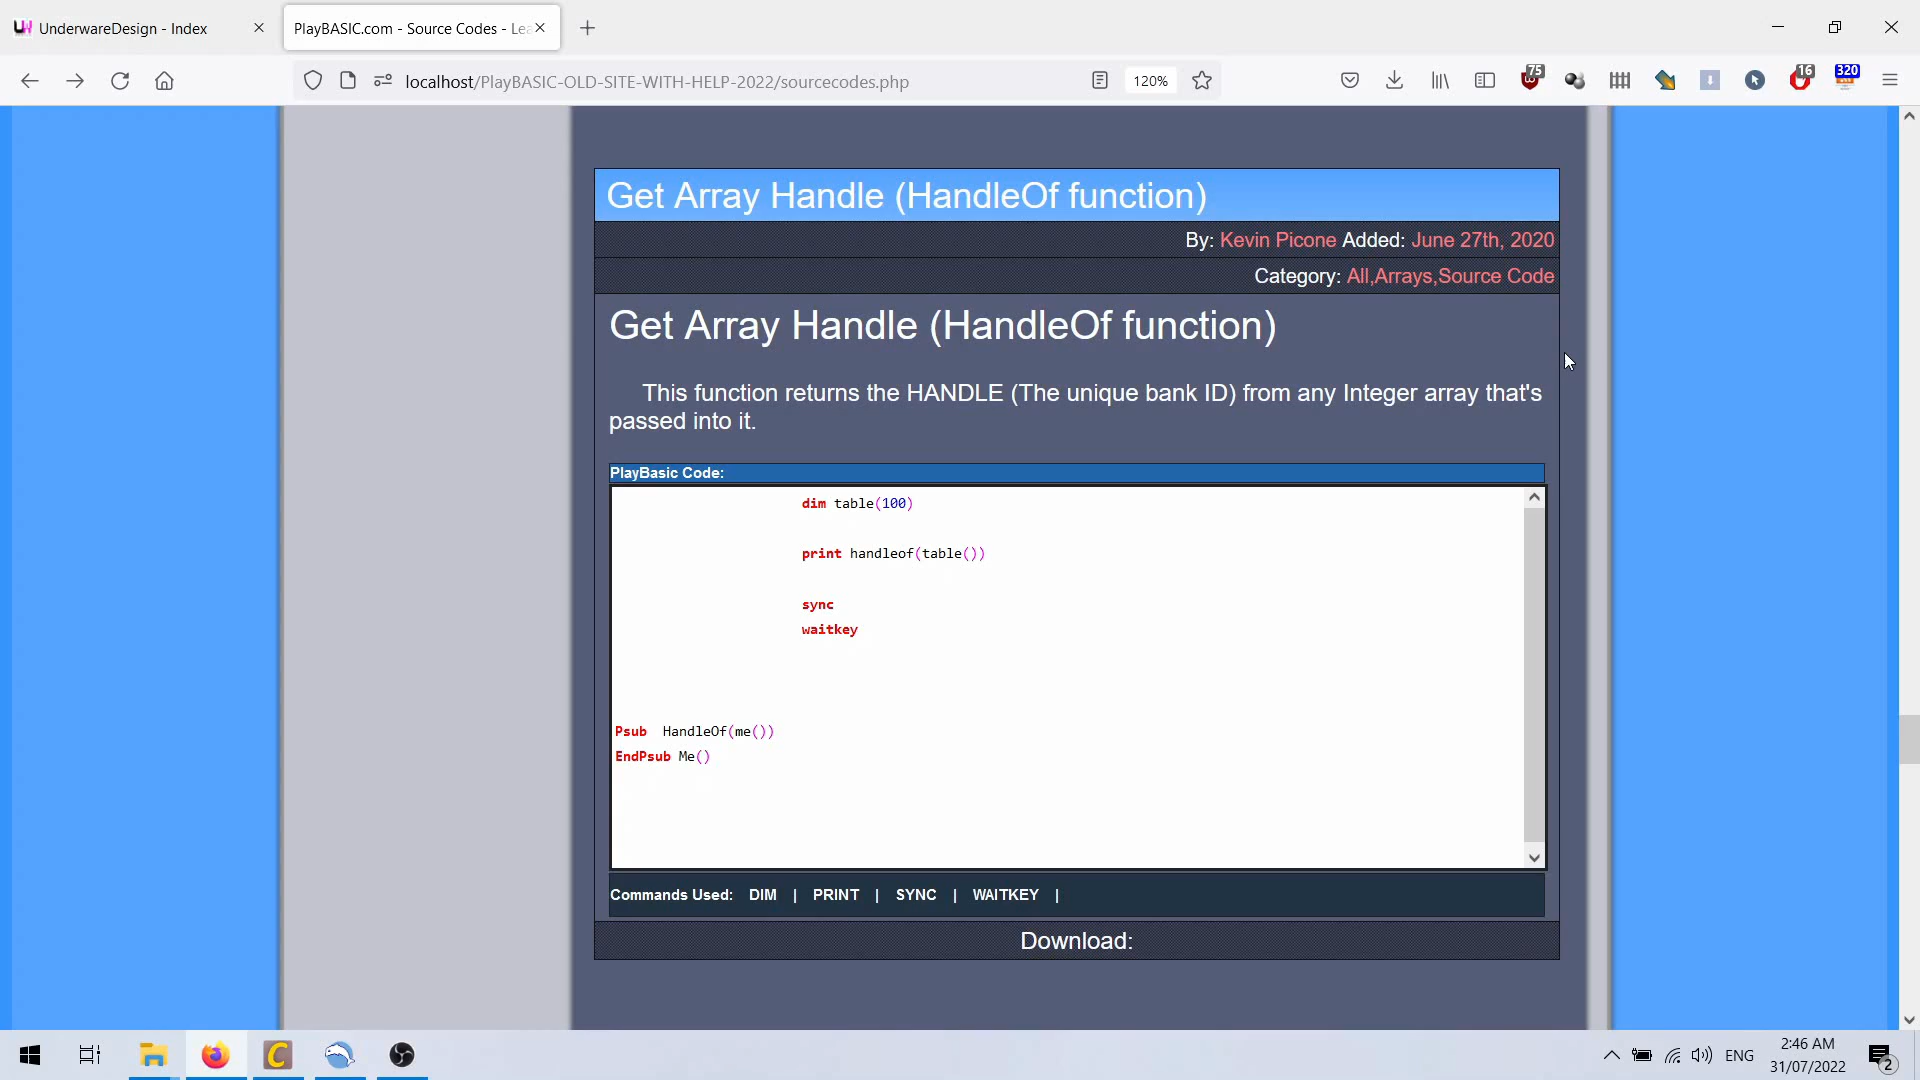 UnderwareDesign - Index
PlayBASIC.com - Source Codes - Lea
localhost/PlayBASIC-OLD-SITE-WITH-HELP-2022/sourcecodes.php
120%
75
16
320
Get Array Handle (HandleOf function)
By: Kevin Picone Added: June 27th, 2020
Category: All,Arrays,Source Code
Get Array Handle (HandleOf function)
This function returns the HANDLE (The unique bank ID) from any Integer array that's
passed into it.
PlayBasic Code:
dim table(100)
print handleof(table())
sync
waitkey
Psub HandleOf(me())
EndPsub Me()
Commands Used: DIM | PRINT | SYNC | WAITKEY |
Download:
ENG
2:46 AM
31/07/2022
2